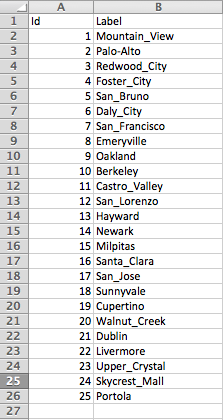 A B
1 Id Label
2 1 Mountain_View
3 2 Palo-Alto
4 3 Redwood_City
5 4 Foster_City
6 5 San_Bruno
7 6 Daly_City
8 7 San_Francisco
9 8 Emeryville
10 9 Oakland
11 10 Berkeley
12 11 Castro_Valley
13 12 San_Lorenzo
14 13 Hayward
15 14 Newark
16 15 Milpitas
17 16 Santa_Clara
18 17 San_Jose
19 18 Sunnyvale
20 19 Cupertino
21 20 Walnut_Creek
22 21 Dublin
23 22 Livermore
24 23 Upper_Crystal
25 24 Skycrest_Mall
26 25 Portola
27